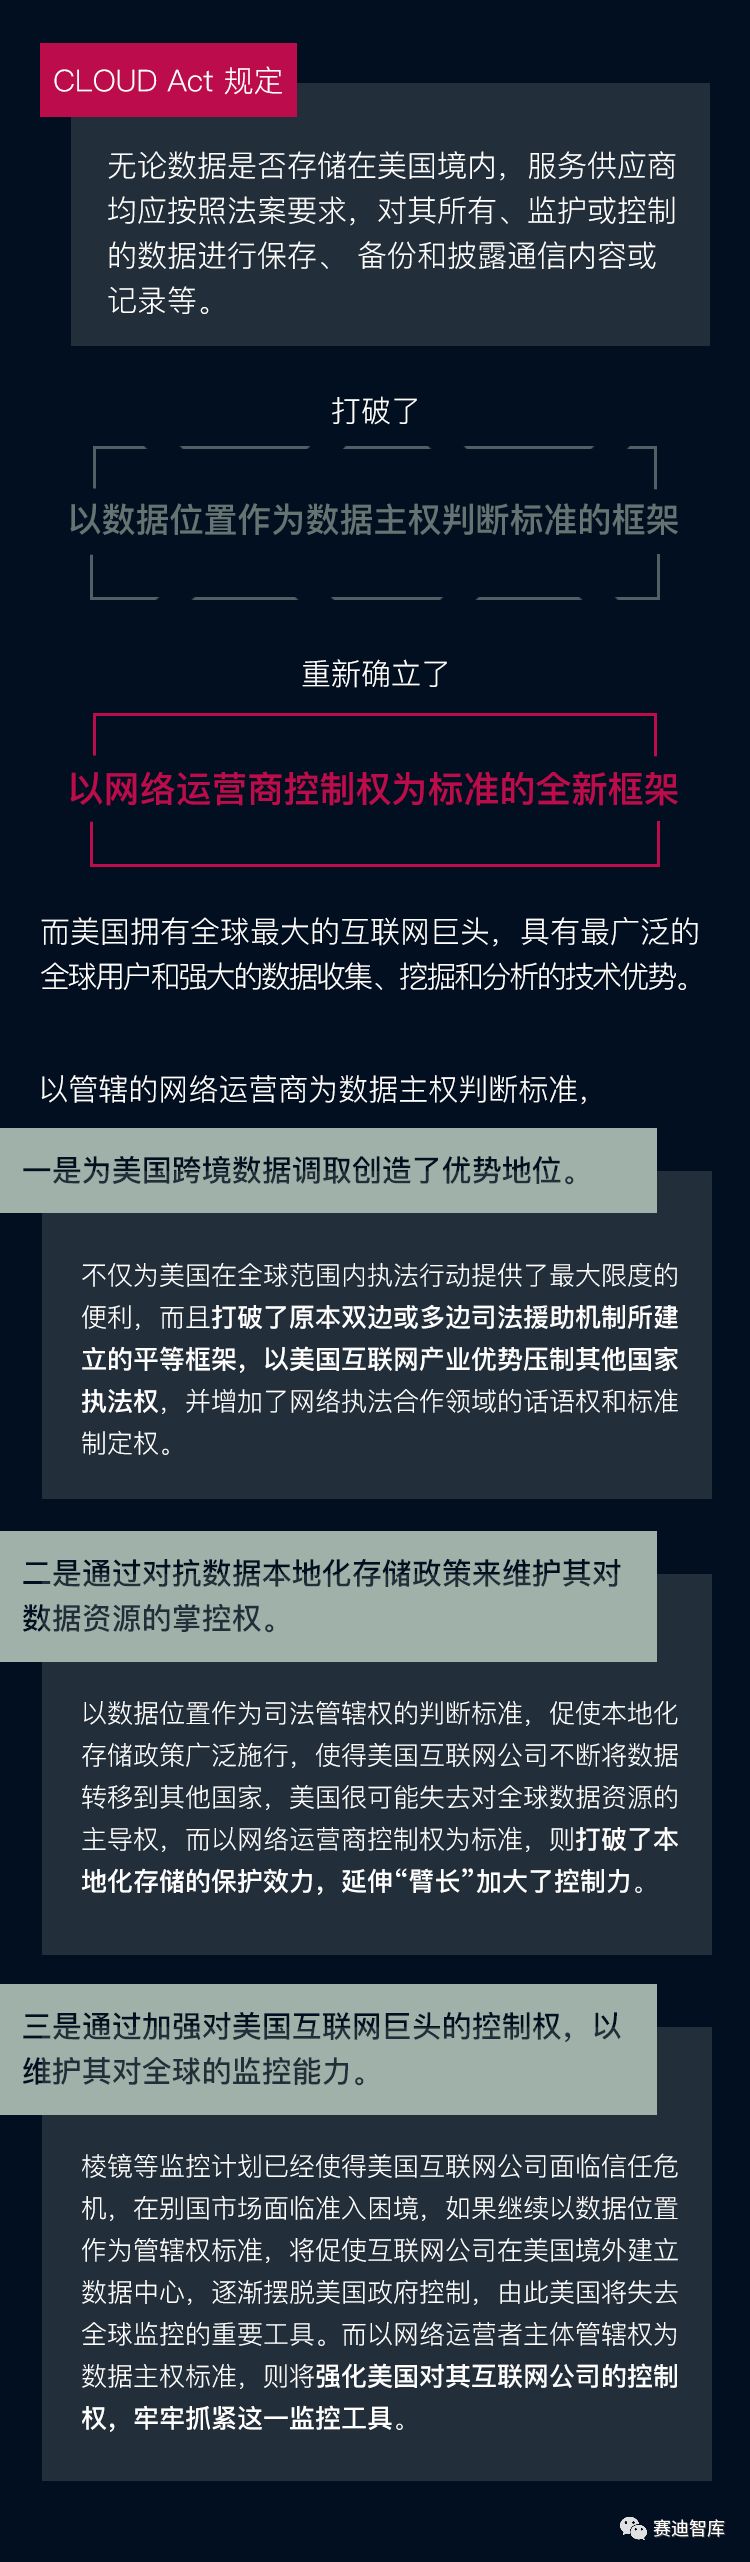 CLOUD Act 规定
无论数据是否存储在美国境内，服务供应商
均应按照法案要求，对其所有、监护或控制
的数据进行保存、 备份和披露通信内容或
记录等。
打破了
以数据位置作为数据主权判断标准的框架
重新确立了
以网络运营商控制权为标准的全新框架
而美国拥有全球最大的互联网巨头，具有最广泛的
全球用户和强大的数据收集、挖掘和分析的技术优势。
以管辖的网络运营商为数据主权判断标准，
一是为美国跨境数据调取创造了优势地位。
不仅为美国在全球范围内执法行动提供了最大限度的
便利，而且打破了原本双边或多边司法援助机制所建
立的平等框架，以美国互联网产业优势压制其他国家
执法权，并增加了网络执法合作领域的话语权和标准
制定权。
二是通过对抗数据本地化存储政策来维护其对
数据资源的掌控权。
以数据位置作为司法管辖权的判断标准，促使本地化
存储政策广泛施行，使得美国互联网公司不断将数据
转移到其他国家，美国很可能失去对全球数据资源的
主导权，而以网络运营商控制权为标准，则打破了本
地化存储的保护效力，延伸“臂长”加大了控制力。
三是通过加强对美国互联网巨头的控制权，以
维护其对全球的监控能力。
棱镜等监控计划已经使得美国互联网公司面临信任危
机，在别国市场面临准入困境，如果继续以数据位置
作为管辖权标准，将促使互联网公司在美国境外建立
数据中心，逐渐摆脱美国政府控制，由此美国将失去
全球监控的重要工具。而以网络运营者主体管辖权为
数据主权标准，则将强化美国对其互联网公司的控制
权，牢牢抓紧这一监控工具。
赛迪智库